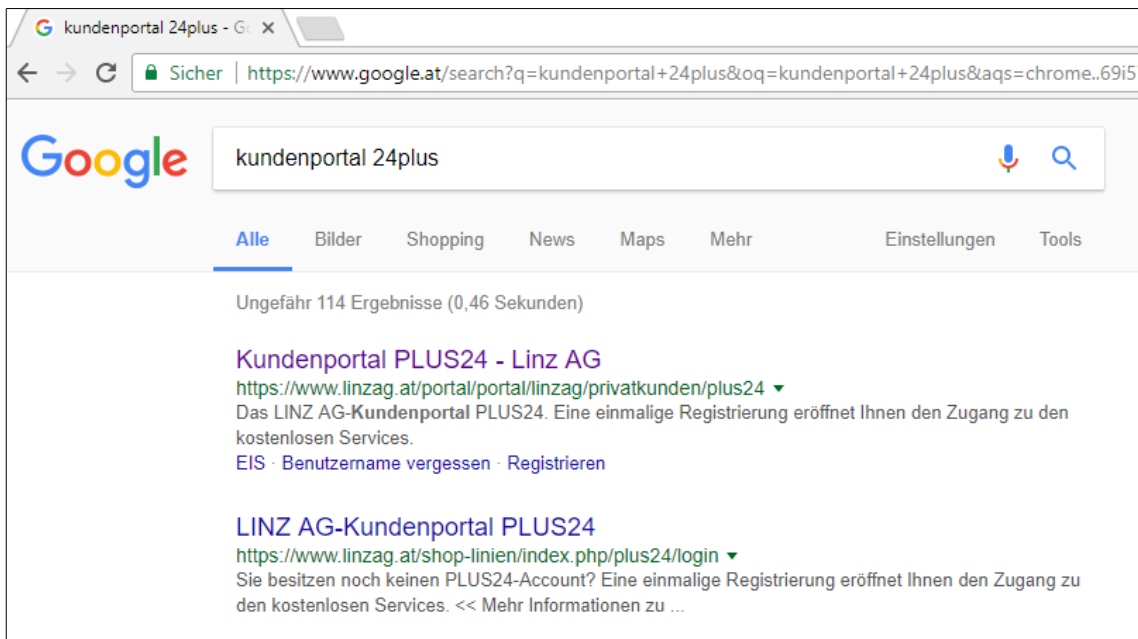 kundenportal 24plus - Go
Sicher | https://www.google.at/search?q=kundenportal+24plus&oq=kundenportal+24plus&aqs=chrome..69i5
Google
kundenportal 24plus
Alle Bilder Shopping News Maps Mehr Einstellungen Tools
Ungefähr 114 Ergebnisse (0,46 Sekunden)
Kundenportal PLUS24 - Linz AG
https://www.linzag.at/portal/portal/linzag/privatkunden/plus24
Das LINZ AG-Kundenportal PLUS24. Eine einmalige Registrierung eröffnet Ihnen den Zugang zu den
kostenlosen Services.
EIS · Benutzername vergessen · Registrieren
LINZ AG-Kundenportal PLUS24
https://www.linzag.at/shop-linien/index.php/plus24/login
Sie besitzen noch keinen PLUS24-Account? Eine einmalige Registrierung eröffnet Ihnen den Zugang zu
den kostenlosen Services. << Mehr Informationen zu ...